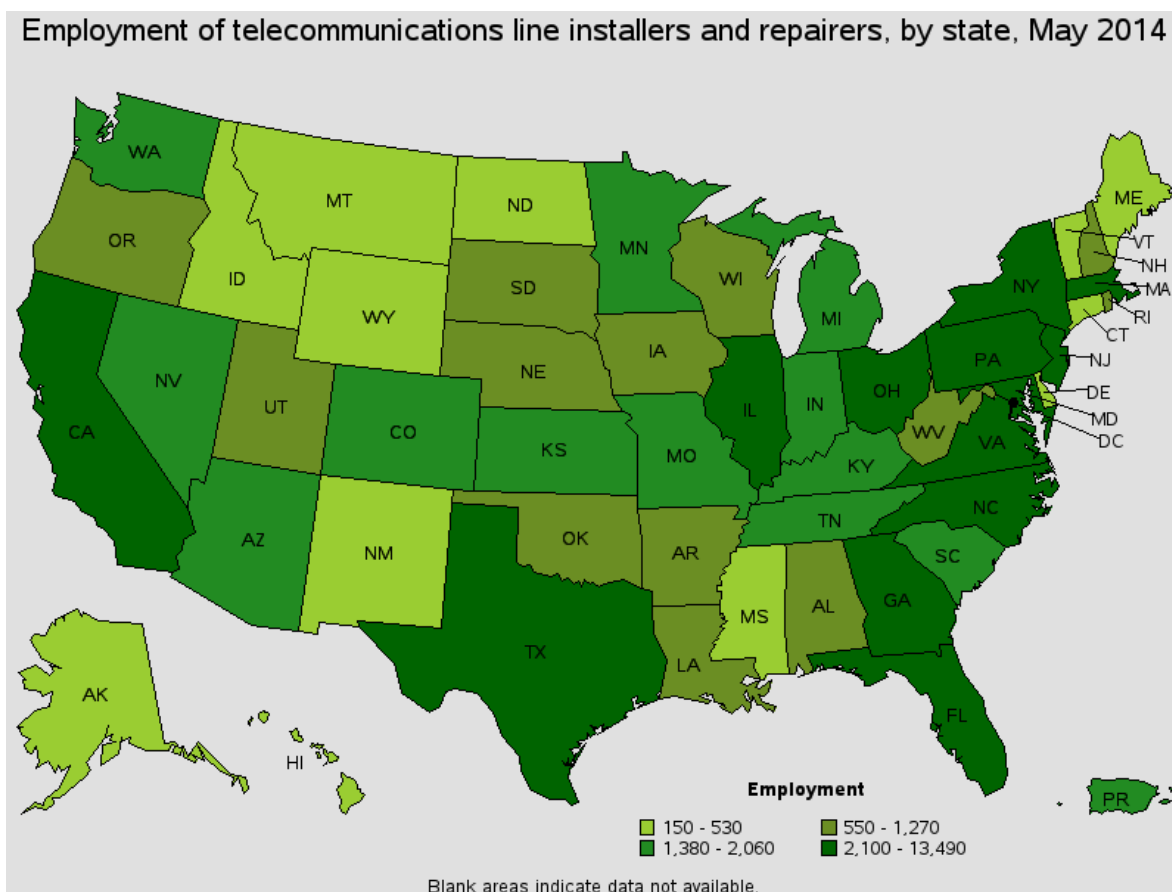 Employment of telecommunications line installers and repairers, by state, May 2014
WA
MT
ND
MN
ME
VT
NH
MA
RI
CT
NY
OR
ID
SD
WI
MI
WY
IA
NE
PA
NJ
OH
DE
MD
DC
NV
UT
IL
IN
CA
CO
WV
VA
KS
MO
KY
NC
TN
AZ
NM
OK
AR
SC
MS
AL
GA
TX
LA
FL
AK
HI
PR
Employment
150 - 530
550 - 1,270
1,380 - 2,060
2,100 - 13,490
Blank areas indicate data not available.